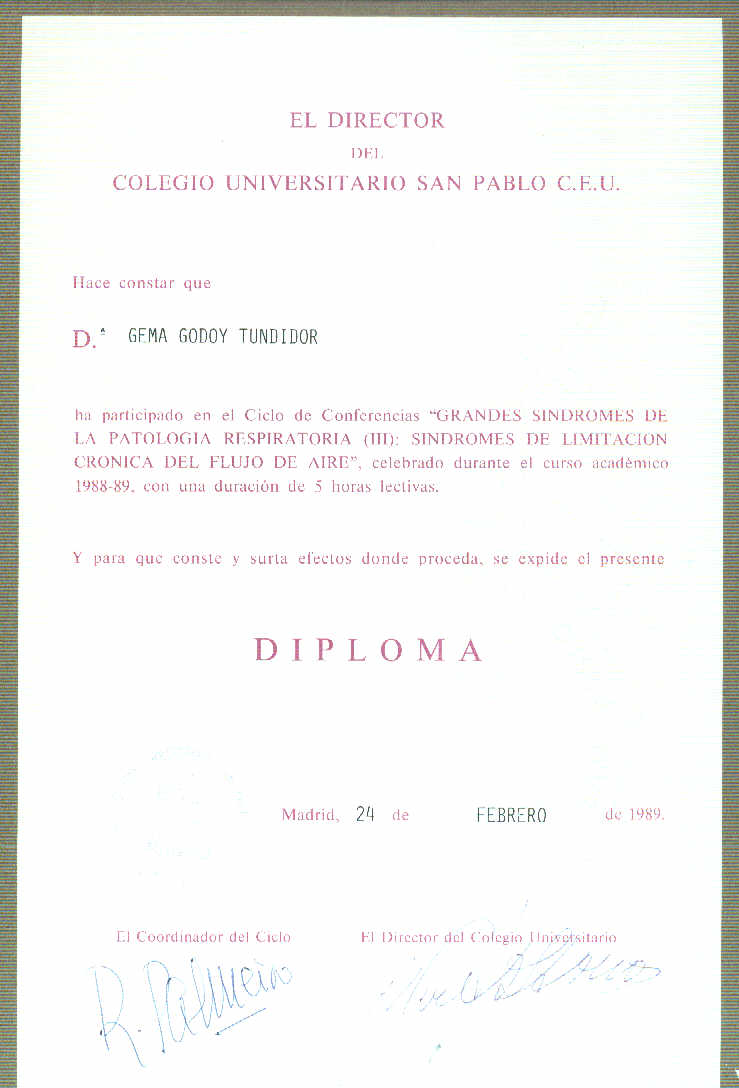 EL DIRECTOR
DEL
COLEGIO UNIVERSITARIO SAN PABLO C.E.U.
Hace constar que
D.ª GEMA GODOY TUNDIDOR
ha participado en el Ciclo de Conferencias “GRANDES SINDROMES DE
LA PATOLOGIA RESPIRATORIA (III): SINDROMES DE LIMITACION
CRONICA DEL FLUJO DE AIRE”, celebrado durante el curso académico
1988-89, con una duración de 5 horas lectivas.
Y para que conste y surta efectos donde proceda, se expide el presente
DIPLOMA
Madrid, 24 de FEBRERO de 1989.
El Coordinador del Ciclo El Director del Colegio Universitario